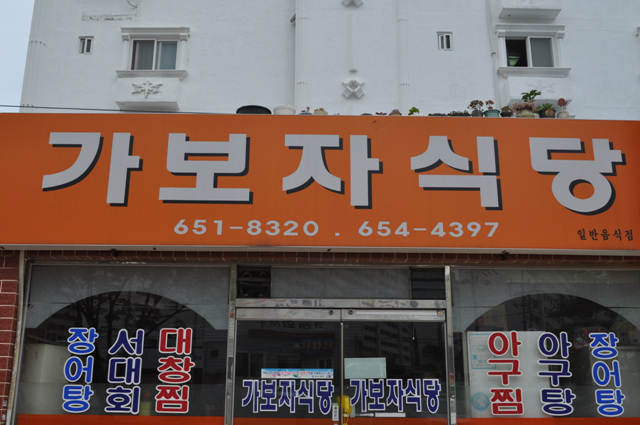 가보자식당
651-8320 . 654-4397
일반음식점
장어탕
서대회
대창찜
가보자식당
가보자식당
아구찜
아구탕
장어탕